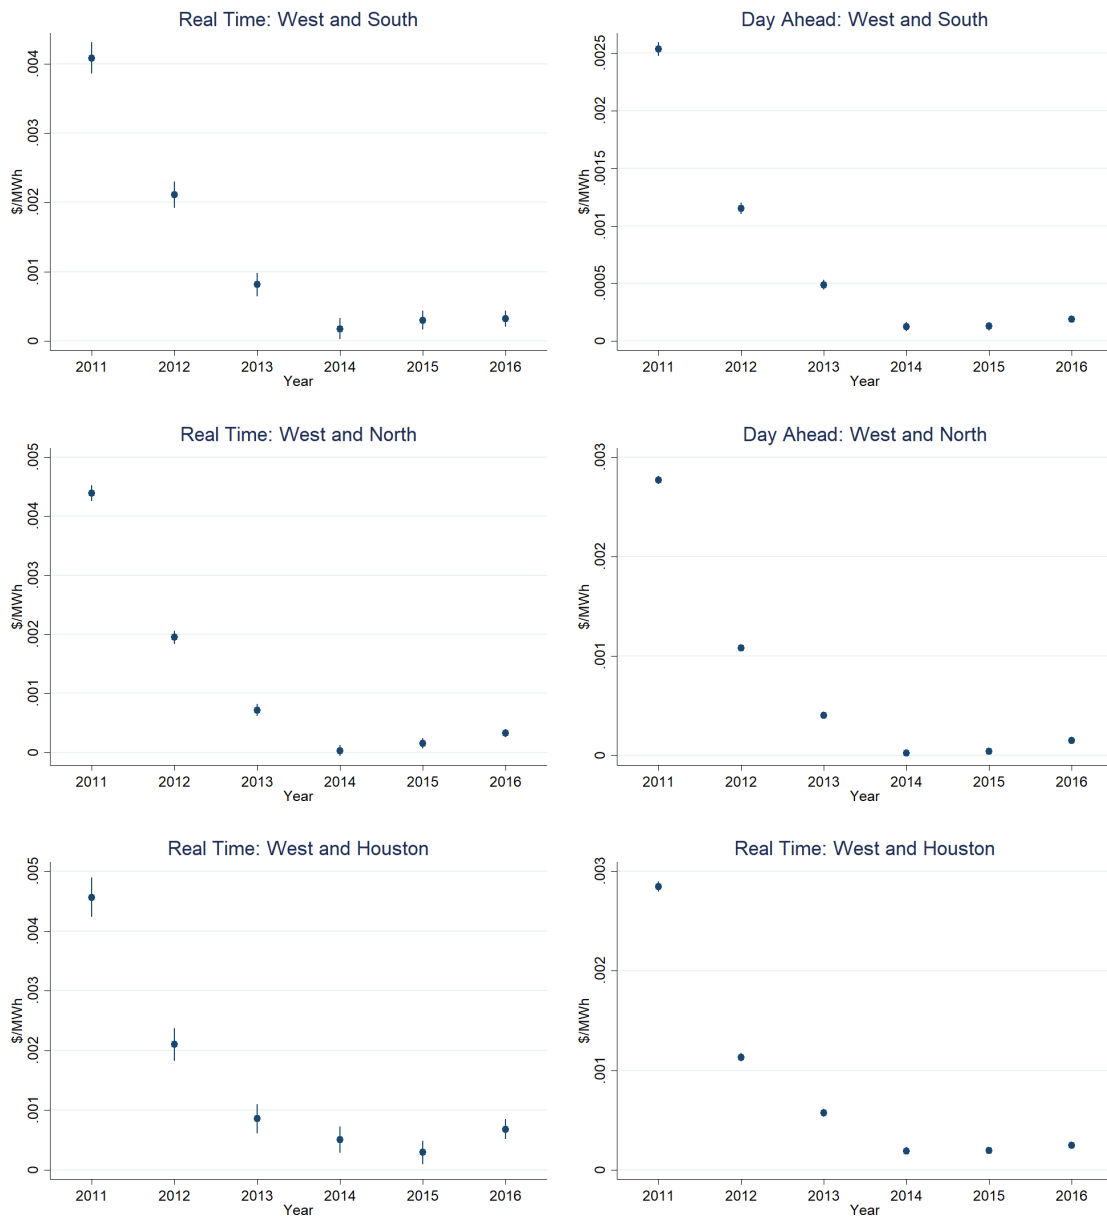 Real Time: West and South
$/MWh
.004
.003
.002
.001
0
2011 2012 2013 2014 2015 2016
Year
Day Ahead: West and South
$/MWh
.0025
.002
.0015
.001
.0005
0
2011 2012 2013 2014 2015 2016
Year
Real Time: West and North
$/MWh
.005
.004
.003
.002
.001
0
2011 2012 2013 2014 2015 2016
Year
Day Ahead: West and North
$/MWh
.003
.002
.001
0
2011 2012 2013 2014 2015 2016
Year
Real Time: West and Houston
$/MWh
.005
.004
.003
.002
.001
0
2011 2012 2013 2014 2015 2016
Year
Real Time: West and Houston
$/MWh
.003
.002
.001
0
2011 2012 2013 2014 2015 2016
Year